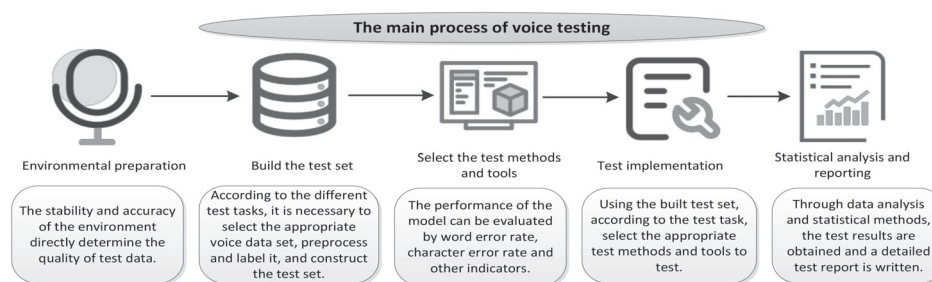 The main process of voice testing
Environmental preparation
Build the test set
Select the test methods
and tools
Test implementation
Statistical analysis and
reporting
The stability and accuracy
of the environment
directly determine the
quality of test data.
According to the different
test tasks, it is necessary to
select the appropriate
voice data set, preprocess
and label it, and construct
the test set.
The performance of the
model can be evaluated
by word error rate,
character error rate and
other indicators.
Using the built test set,
according to the test task,
select the appropriate
test methods and tools to
test.
Through data analysis
and statistical methods,
the test results are
obtained and a detailed
test report is written.